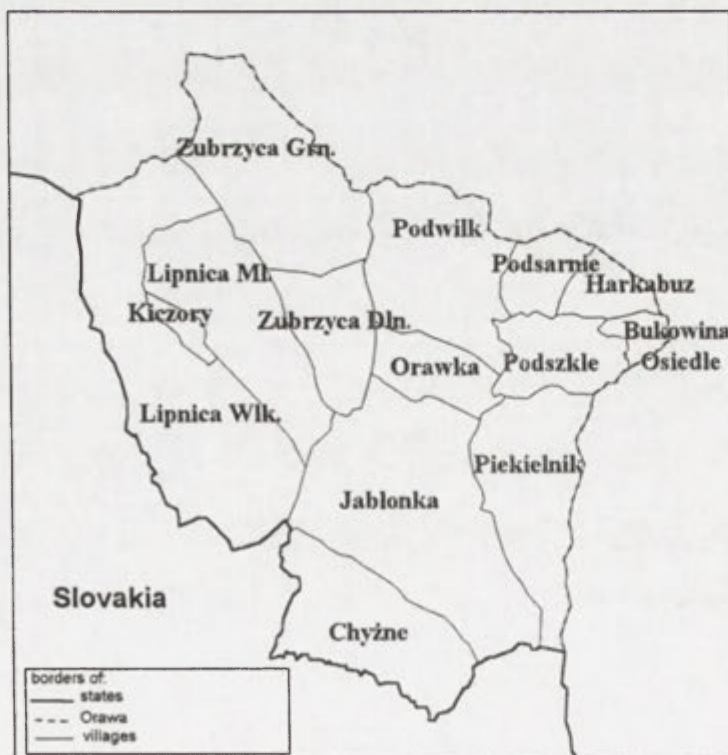 Zubrzyca Grn.
Podwilk
Podsarnie
Lipnica Mł.
Harkabuz
Kiczory
Zubrzyca Dln.
Bukowina
Orawka
Podszkle
Osiedle
Lipnica Wlk.
Piekielnik
Jablonka
Slovakia
Chyżne
borders of:
states
Orawa
villages